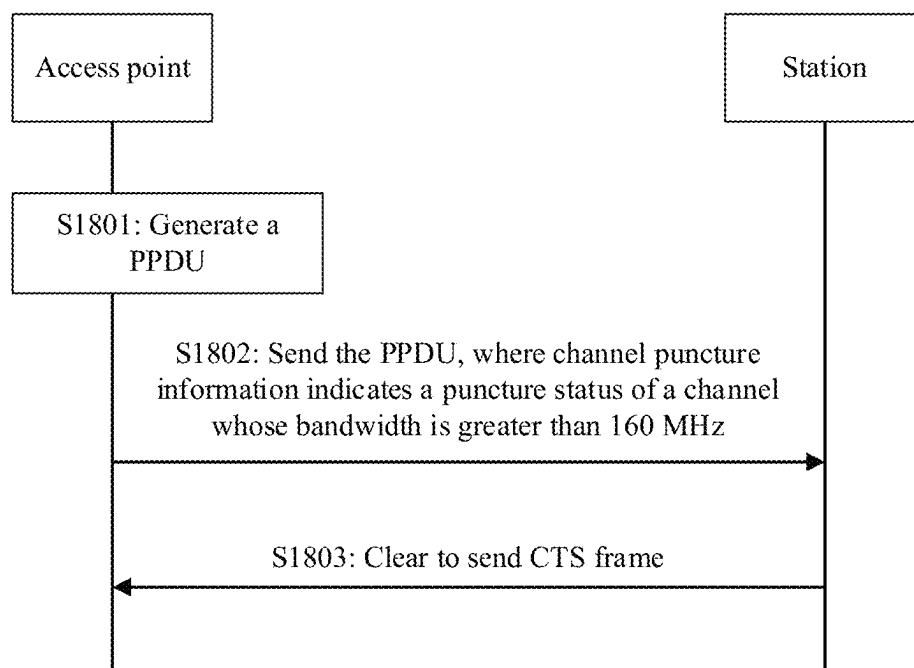 Access point
Station
S1801: Generate a
PPDU
S1802: Send the PPDU, where channel puncture
information indicates a puncture status of a channel
whose bandwidth is greater than 160 MHz
S1803: Clear to send CTS frame